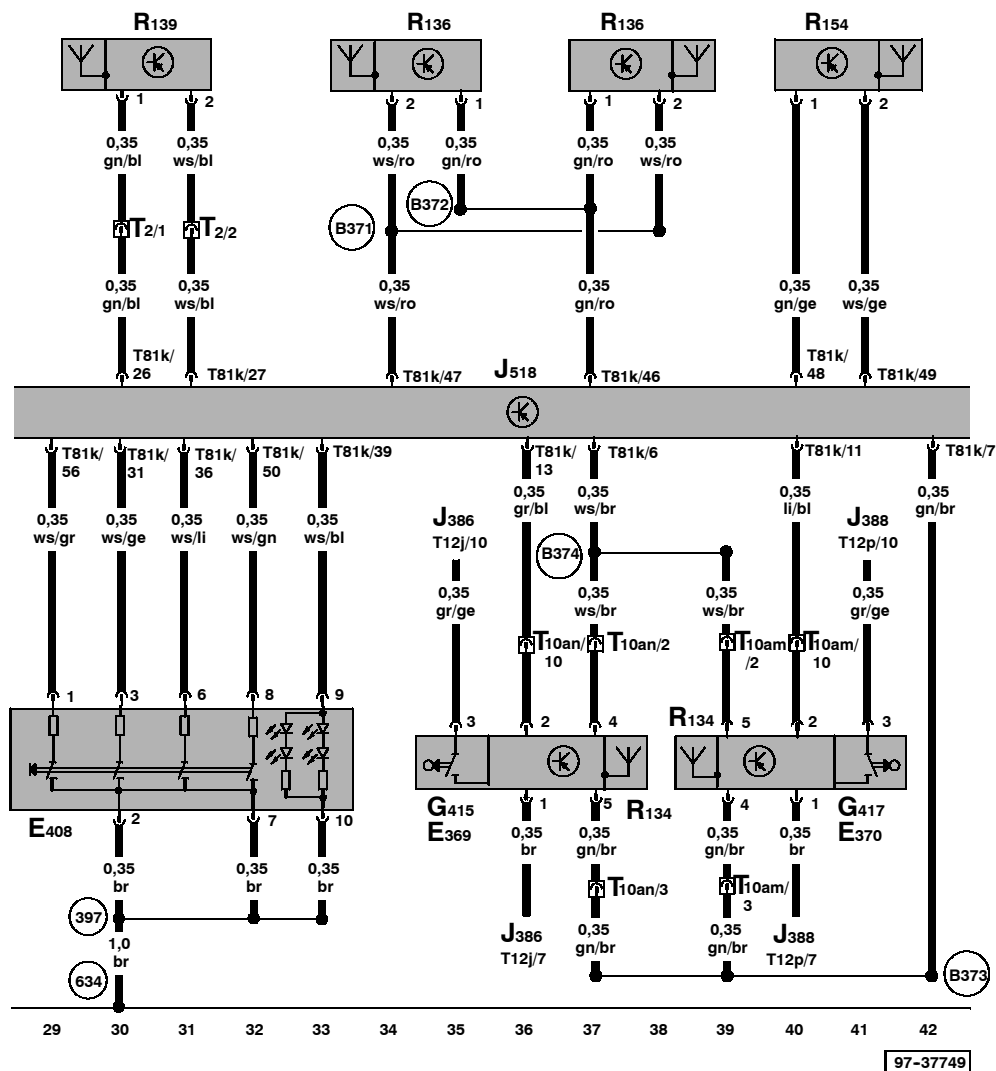 R139 R136 R136 R154
1 2 2 1 1 2 1 2
0,35 0,35 0,35 0,35 0,35 0,35 0,35 0,35
gn/bl ws/bl ws/ro gn/ro gn/ro ws/ro gn/ge ws/ge
B372
B371
T2/1 T2/2
0,35 0,35 0,35 0,35
gn/bl ws/bl ws/ro gn/ro
T81k/
26
T81k/27
T81k/47
J518
T81k/46
T81k/
48
T81k/49
T81k/
56
T81k/
31
T81k/
36
T81k/
50
T81k/39
T81k/
13
T81k/6
T81k/11
T81k/7
0,35 0,35 0,35 0,35
gr/bl ws/br li/bl gn/br
0,35 0,35 0,35 0,35 0,35
ws/gr ws/ge ws/li ws/gn ws/bl
J386
T12j/10
J388
T12p/10
B374
0,35 0,35 0,35 0,35
gr/ge ws/br ws/br gr/ge
T10an/
10
T10an/2
T10am
/2
T10am/
10
1 3 6 8 9
3 2 4
R134
5 2 3
E408
2 7 10
1 5
R134
4 1
G415
E369
G417
E370
0,35 0,35 0,35 0,35
br gn/br gn/br br
0,35 0,35 0,35
br br br
T10an/3
T10am/
3
397
1,0
br
J386
T12j/7
0,35
gn/br
0,35
gn/br
J388
T12p/7
634
B373
29 30 31 32 33 34 35 36 37 38 39 40 41 42
97-37749